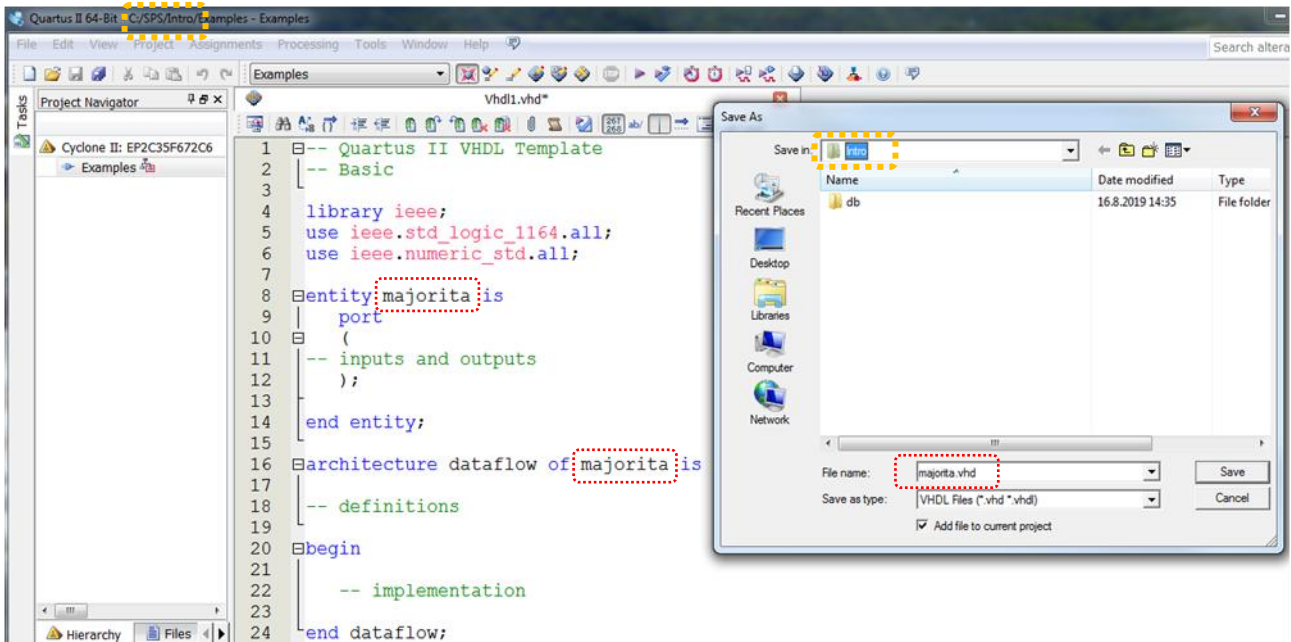 Quartus II 64-Bit - C:/SPS/Intro/Examples - Examples
File Edit View Project Assignments Processing Tools Window Help
Search altera
Examples
Tasks
Project Navigator
Cyclone II: EP2C35F672C6
Examples
Hierarchy Files
Vhdl1.vhd*
267
268
ab/
1 -- Quartus II VHDL Template
2 -- Basic
3
4 library ieee;
5 use ieee.std_logic_1164.all;
6 use ieee.numeric_std.all;
7
8 entity majorita is
9 port
10 (
11 -- inputs and outputs
12 );
13
14 end entity;
15
16 architecture dataflow of majorita is
17
18 -- definitions
19
20 begin
21
22 -- implementation
23
24 end dataflow;
Save As
Save in: Intro
Name Date modified Type
db 16.8.2019 14:35 File folder
Recent Places
Desktop
Libraries
Computer
Network
File name: majorita.vhd Save
Save as type: VHDL Files (*.vhd *.vhdl) Cancel
Add file to current project